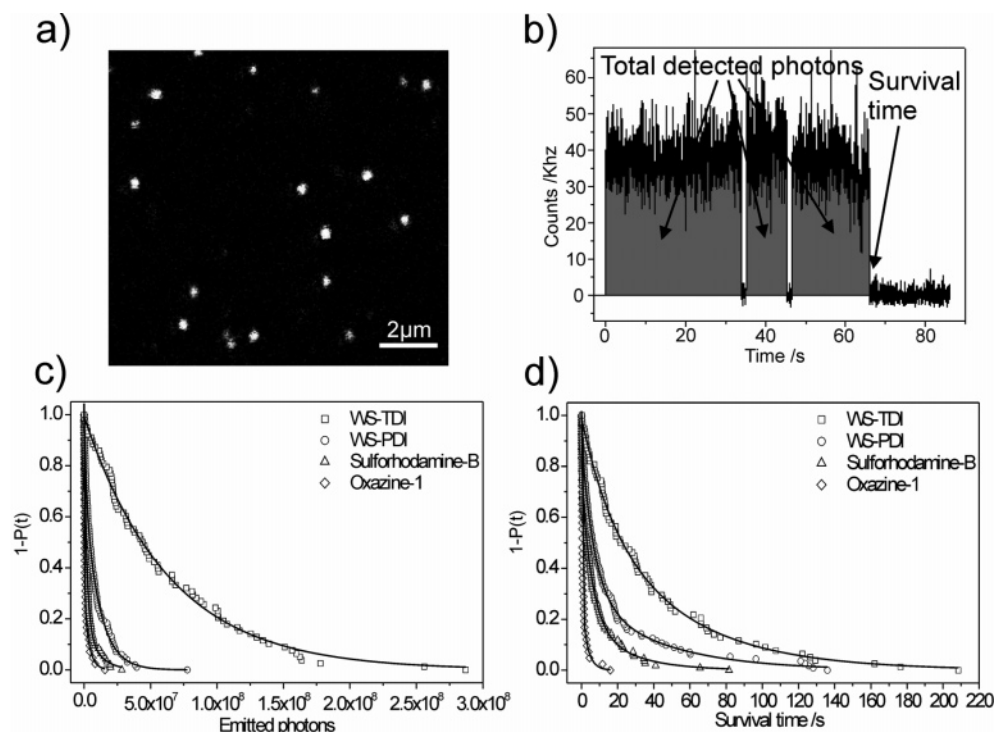 a)
2µm
b)
Counts /Khz
60
50
40
30
20
10
0
Total detected photons
Survival
time
0 20 40 60 80
Time /s
c)
1-P(t)
1.0
0.8
0.6
0.4
0.2
0.0
WS-TDI
WS-PDI
Sulforhodamine-B
Oxazine-1
0.0 5.0x10⁷ 1.0x10⁸ 1.5x10⁸ 2.0x10⁸ 2.5x10⁸ 3.0x10⁸
Emitted photons
d)
1-P(t)
1.0
0.8
0.6
0.4
0.2
0.0
WS-TDI
WS-PDI
Sulforhodamine-B
Oxazine-1
0 20 40 60 80 100 120 140 160 180 200 220
Survival time /s